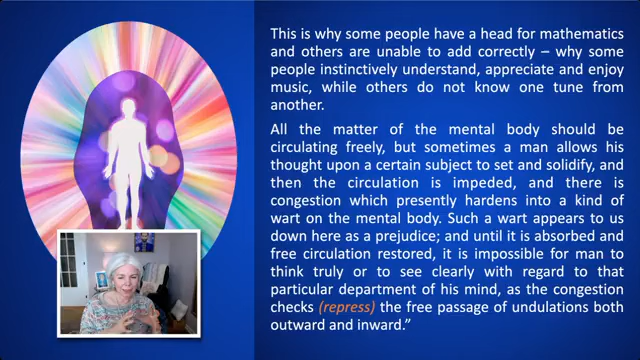 This is why some people have a head for mathematics
and others are unable to add correctly – why some
people instinctively understand, appreciate and enjoy
music, while others do not know one tune from
another.
All the matter of the mental body should be
circulating freely, but sometimes a man allows his
thought upon a certain subject to set and solidify, and
then the circulation is impeded, and there is
congestion which presently hardens into a kind of
wart on the mental body. Such a wart appears to us
down here as a prejudice; and until it is absorbed and
free circulation restored, it is impossible for man to
think truly or to see clearly with regard to that
particular department of his mind, as the congestion
checks (repress) the free passage of undulations both
outward and inward.”